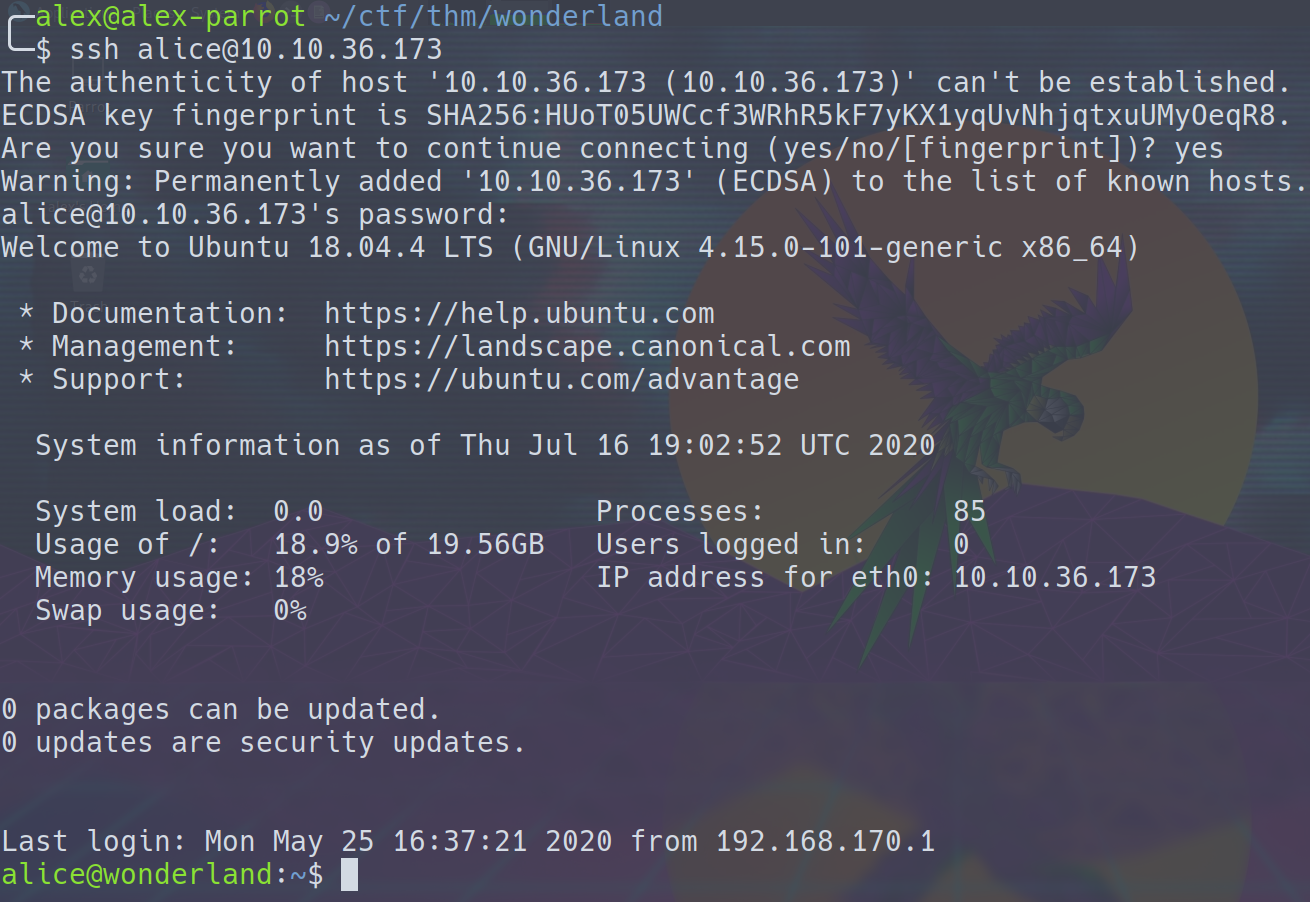 alex@alex-parrot ~/ctf/thm/wonderland
$ ssh alice@10.10.36.173
The authenticity of host '10.10.36.173 (10.10.36.173)' can't be established.
ECDSA key fingerprint is SHA256:HUoT05UWCcf3WRhR5kF7yKX1yqUvNhjqtxuUMyOeqR8.
Are you sure you want to continue connecting (yes/no/[fingerprint])? yes
Warning: Permanently added '10.10.36.173' (ECDSA) to the list of known hosts.
alice@10.10.36.173's password:
Welcome to Ubuntu 18.04.4 LTS (GNU/Linux 4.15.0-101-generic x86_64)
* Documentation:  https://help.ubuntu.com
* Management:     https://landscape.canonical.com
* Support:        https://ubuntu.com/advantage
System information as of Thu Jul 16 19:02:52 UTC 2020
System load:  0.0                Processes:           85
Usage of /:   18.9% of 19.56GB   Users logged in:     0
Memory usage: 18%                IP address for eth0: 10.10.36.173
Swap usage:   0%
0 packages can be updated.
0 updates are security updates.
Last login: Mon May 25 16:37:21 2020 from 192.168.170.1
alice@wonderland:~$